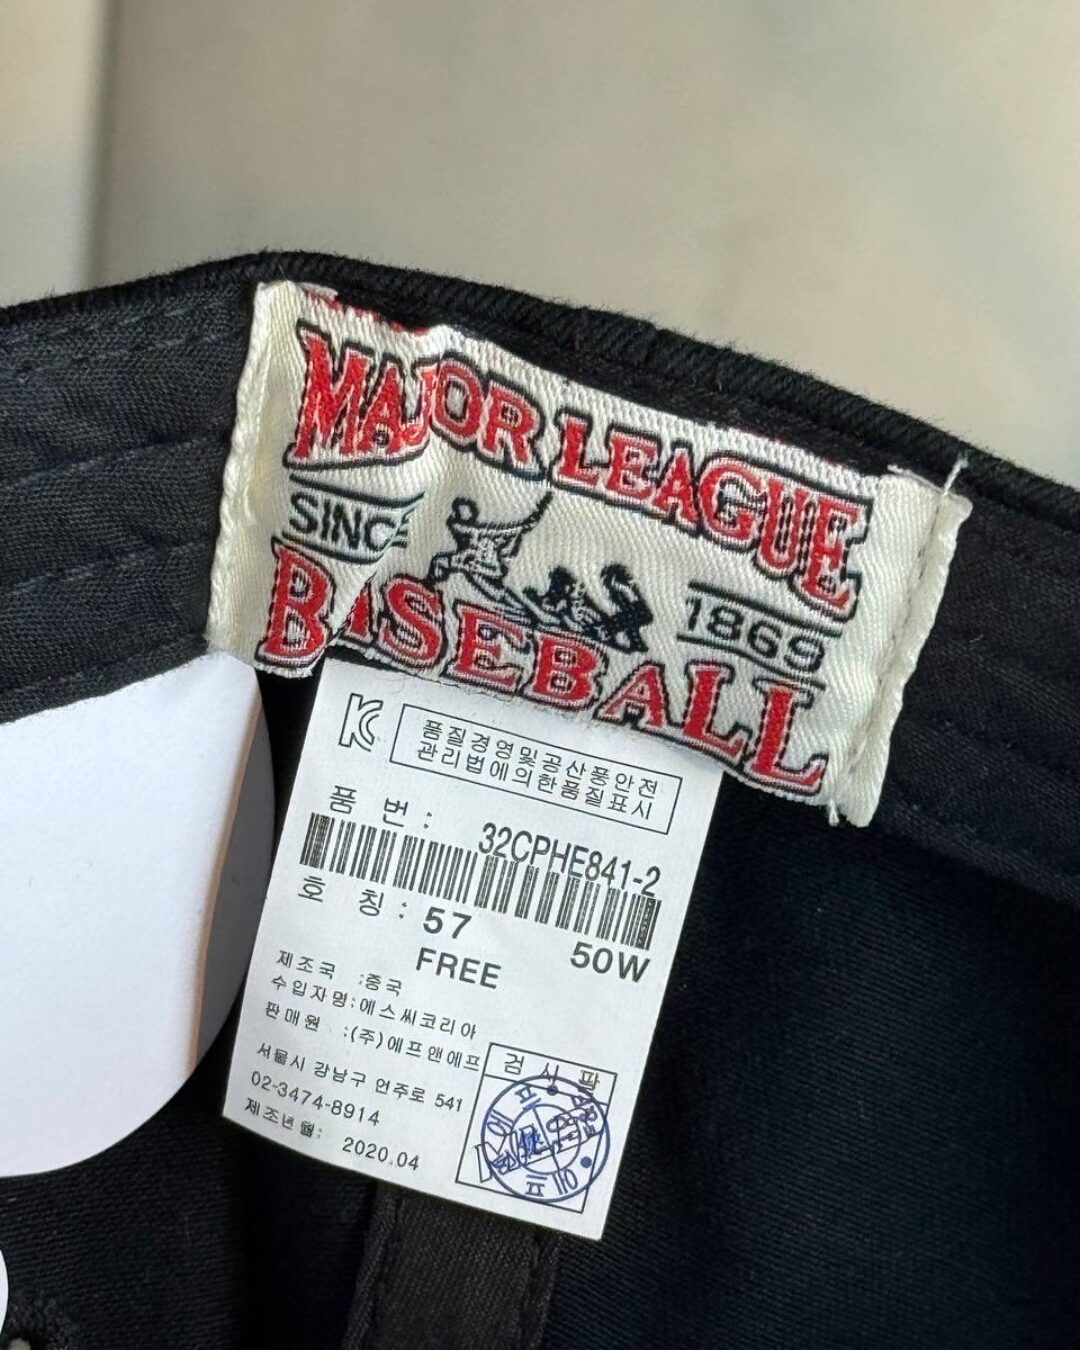 MAJOR LEAGUE
SINCE 1869
BASEBALL
품질경영및공산품안전
관리법에의한품질표시
품 번 : 32CPHE841-2
호 칭 : 57 50W
FREE
제조국 :중국
수입자명:에스씨코리아
판매원 :(주)에프앤에프
서울시 강남구 언주로 541
02-3474-8914
제조년월: 2020.04
검 사